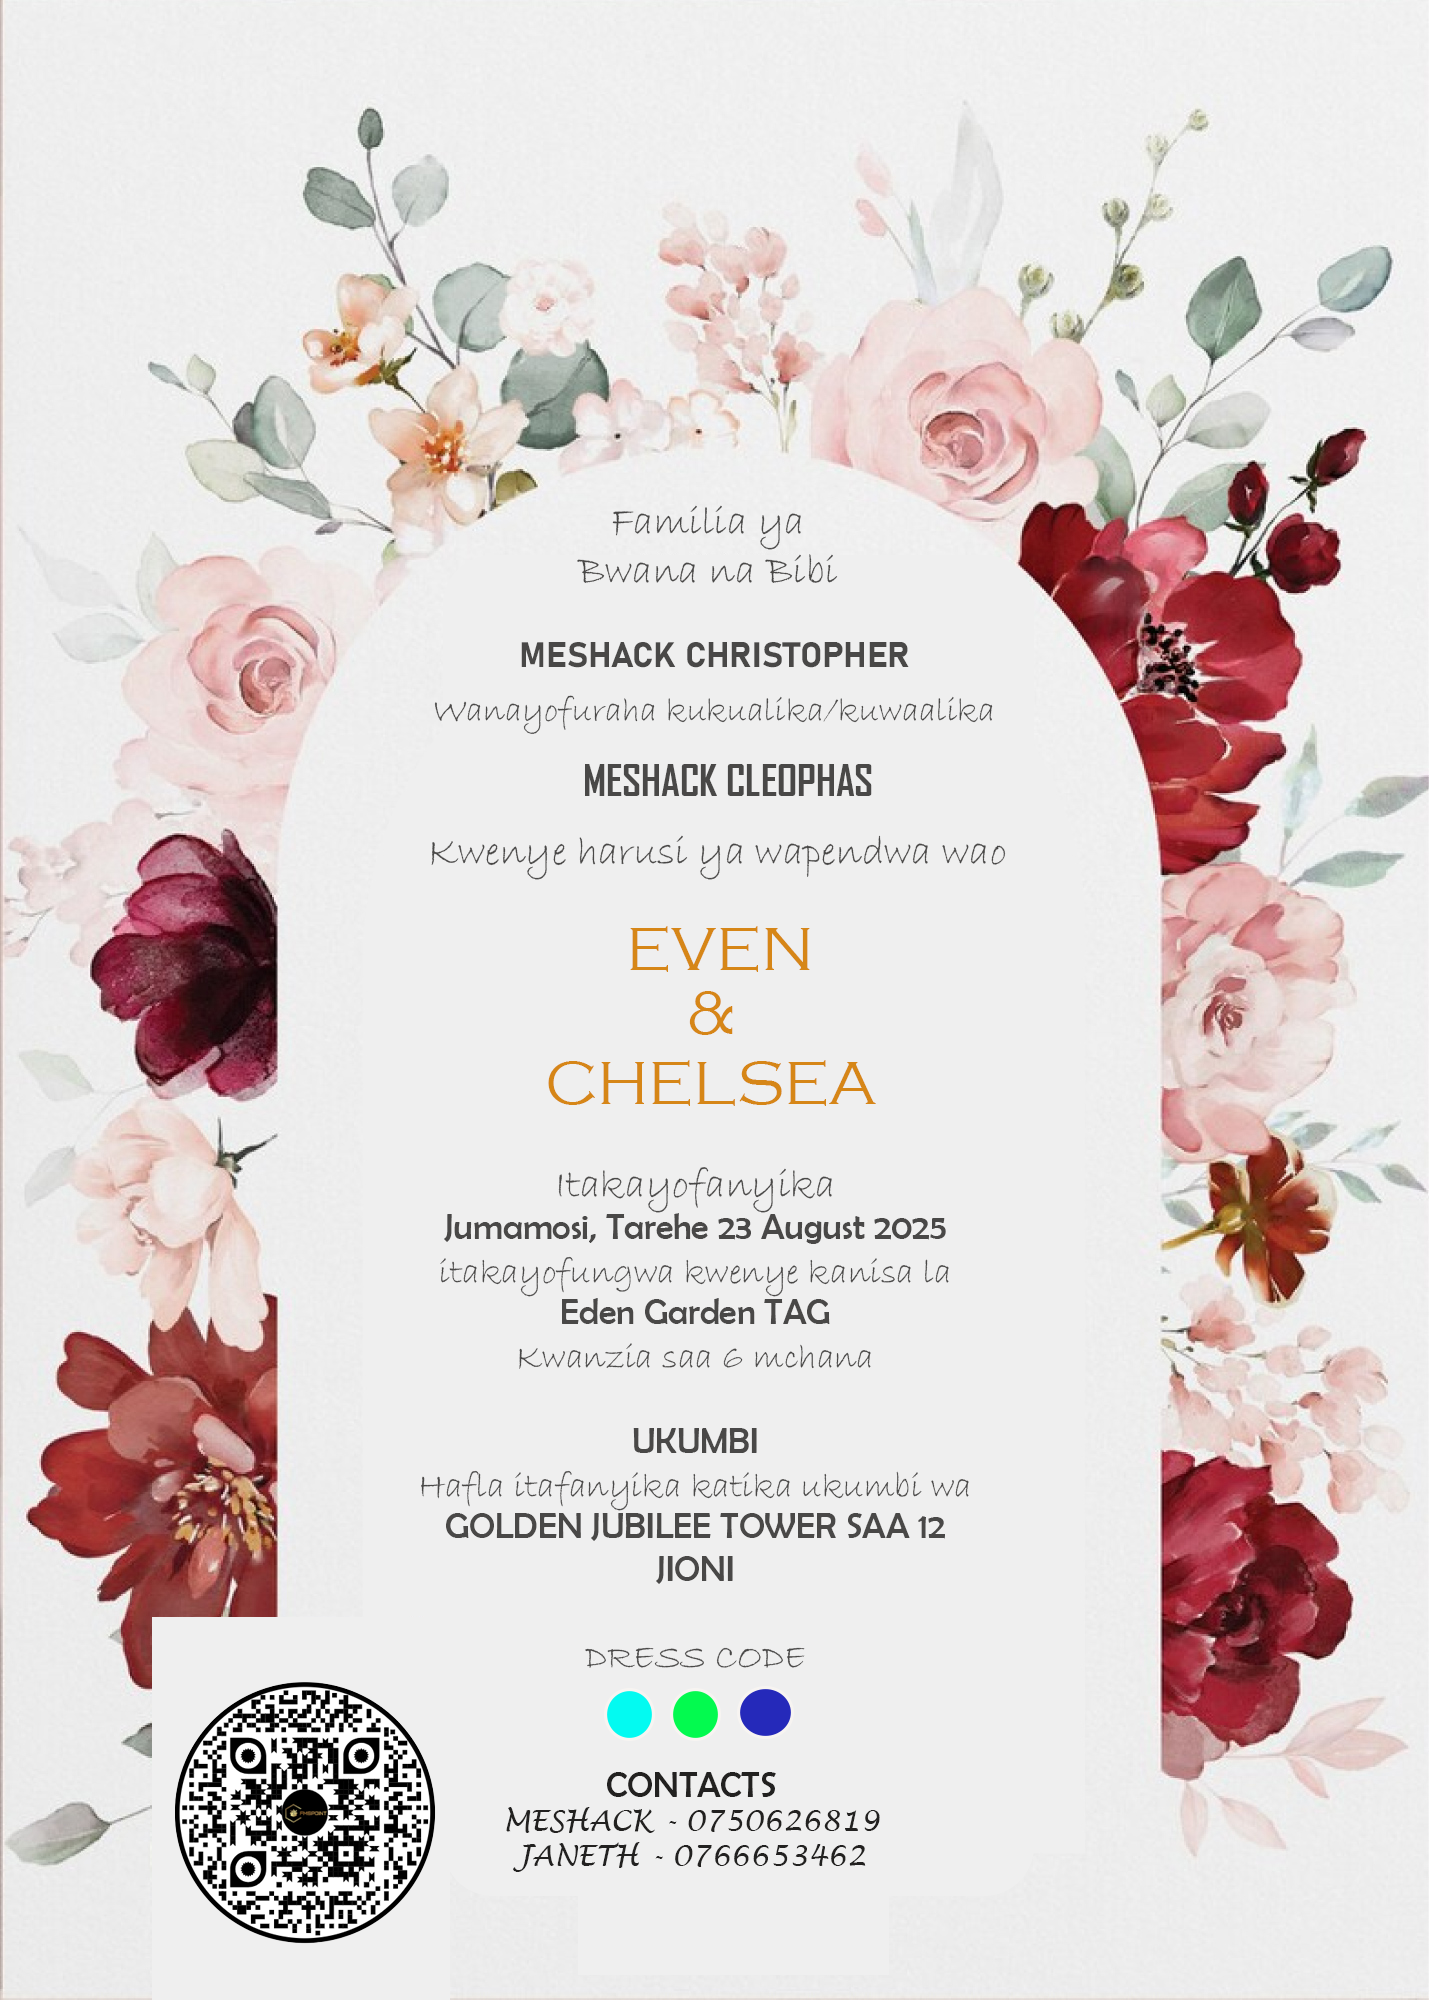 Familia ya
Bwana na Bibi
MESHACK CHRISTOPHER
Wanayofuraha kukualika/kuwaalika
MESHACK CLEOPHAS
Kwenye harusi ya wapendwa wao
EVEN
&
CHELSEA
Itakayofanyika
Jumamosi, Tarehe 23 August 2025
itakayofungwa kwenye kanisa la
Eden Garden TAG
Kwanzia saa 6 mchana
UKUMBI
Hafla itafanyika katika ukumbi wa
GOLDEN JUBILEE TOWER SAA 12
JIONI
DRESS CODE
CONTACTS
MESHACK - 0750626819
JANETH - 0766653462